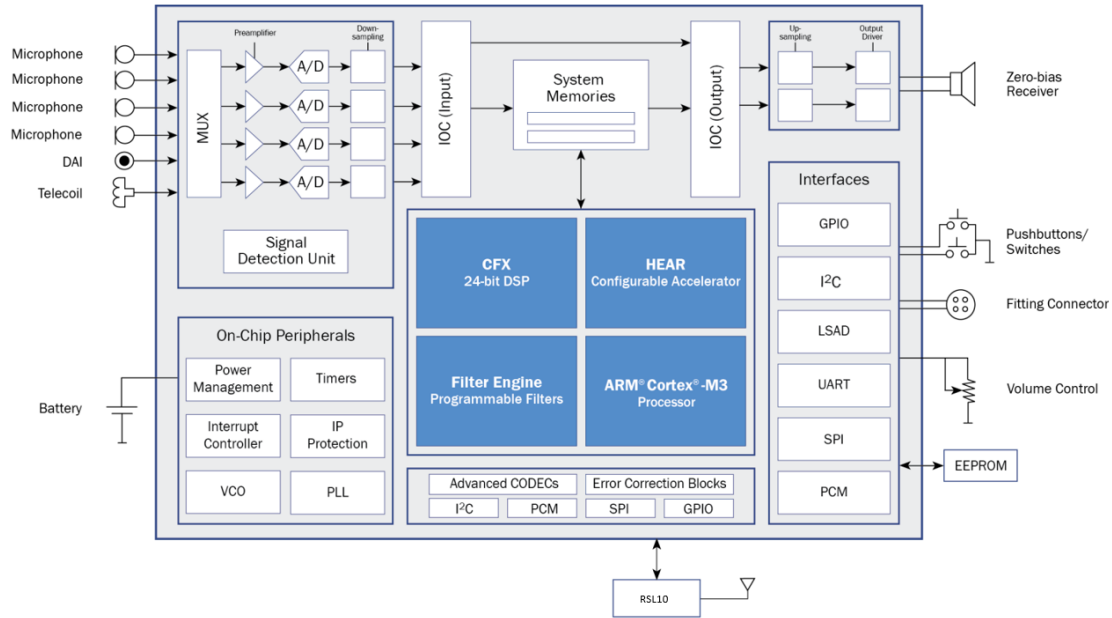 Microphone
Microphone
Microphone
Microphone
DAI
Telecoil
Battery
MUX
Preamplifier
Down-
sampling
A/D
A/D
A/D
A/D
Signal
Detection Unit
IOC (Input)
System
Memories
IOC (Output)
Up-
sampling
Output
Driver
Zero-bias
Receiver
CFX
24-bit DSP
HEAR
Configurable Accelerator
Filter Engine
Programmable Filters
ARM® Cortex®-M3
Processor
On-Chip Peripherals
Power
Management
Timers
Interrupt
Controller
IP
Protection
VCO
PLL
Advanced CODECs
Error Correction Blocks
I²C
PCM
SPI
GPIO
Interfaces
GPIO
I²C
LSAD
UART
SPI
PCM
Pushbuttons/
Switches
Fitting Connector
Volume Control
EEPROM
RSL10